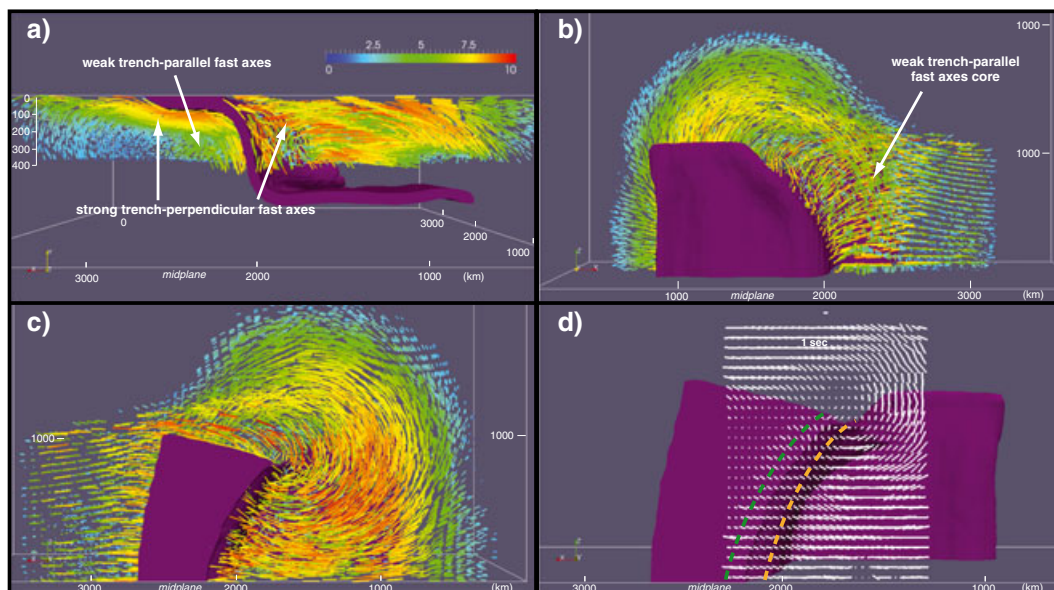 a)
2.5 5 7.5
0 10
weak trench-parallel fast axes
0
100
200
300
400
strong trench-perpendicular fast axes
0
3000
2000
1000
3000 midplane 2000 1000 (km)
b)
1000
weak trench-parallel
fast axes core
1000
1000 midplane 2000 3000 (km)
c)
1000
1000
3000 midplane 2000 1000
d)
1 sec
3000 midplane 2000 1000